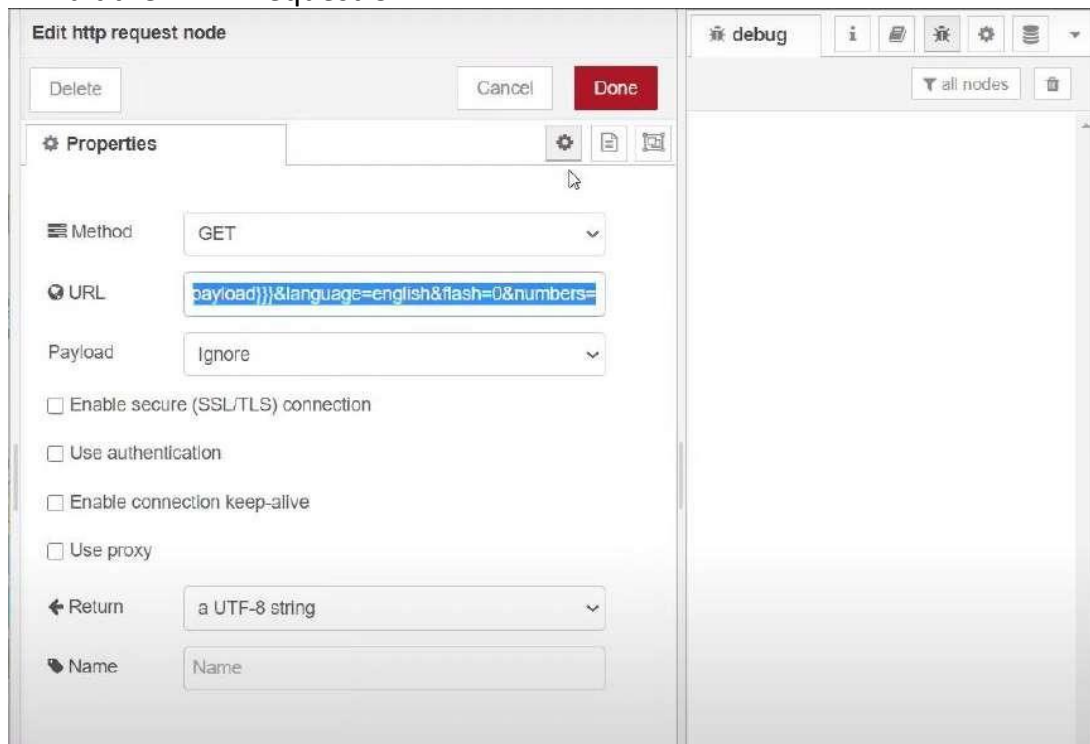 Edit http request node
debug
all nodes
Delete
Cancel
Done
Properties
Method
GET
URL
payload}}}&language=english&flash=0&numbers=
Payload
Ignore
Enable secure (SSL/TLS) connection
Use authentication
Enable connection keep-alive
Use proxy
Return
a UTF-8 string
Name
Name